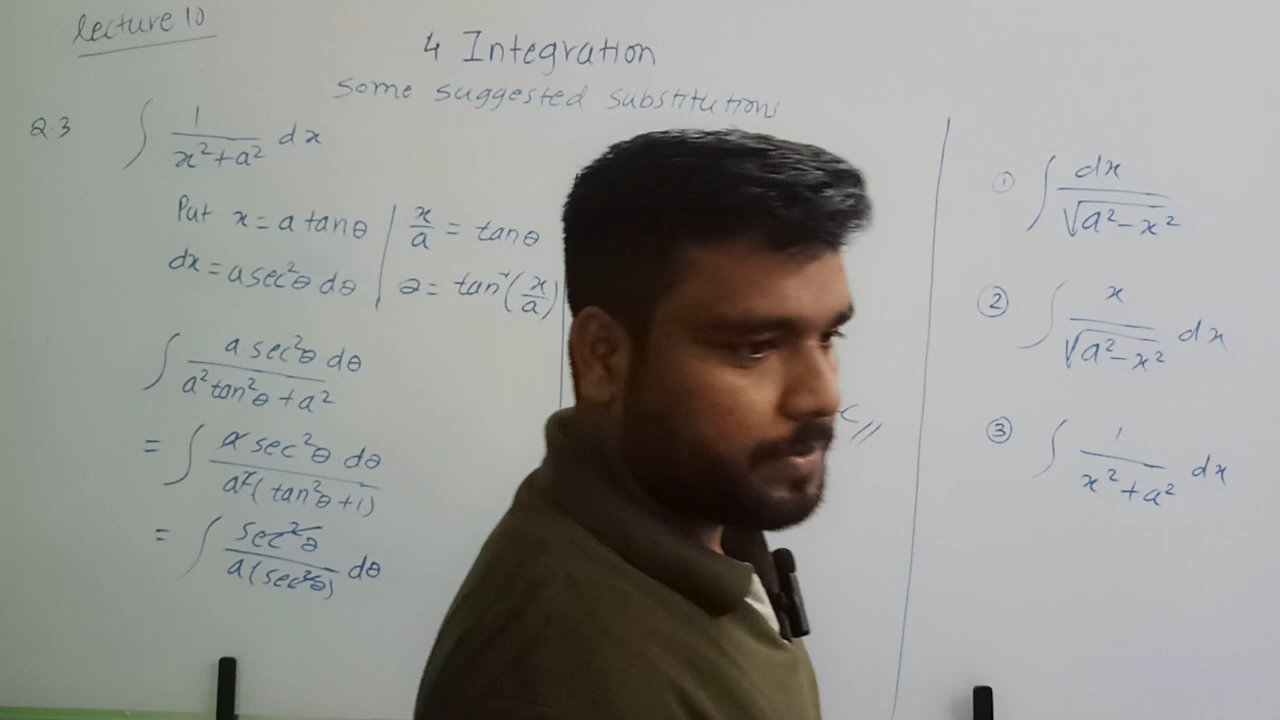 lecture 10
4 Integration
some suggested substitutions
Q.3 ∫ 1/(x²+a²) dx
Put x = a tanθ | x/a = tanθ
dx = a sec²θ dθ | θ = tan⁻¹(x/a)
∫ a sec²θ dθ / (a² tan²θ + a²)
= ∫ a sec²θ dθ / (a²(tan²θ+1))
= ∫ sec²θ / (a(sec²θ)) dθ
c //
① ∫ dx/√(a²-x²)
② ∫ x/√(a²-x²) dx
③ ∫ 1/(x²+a²) dx